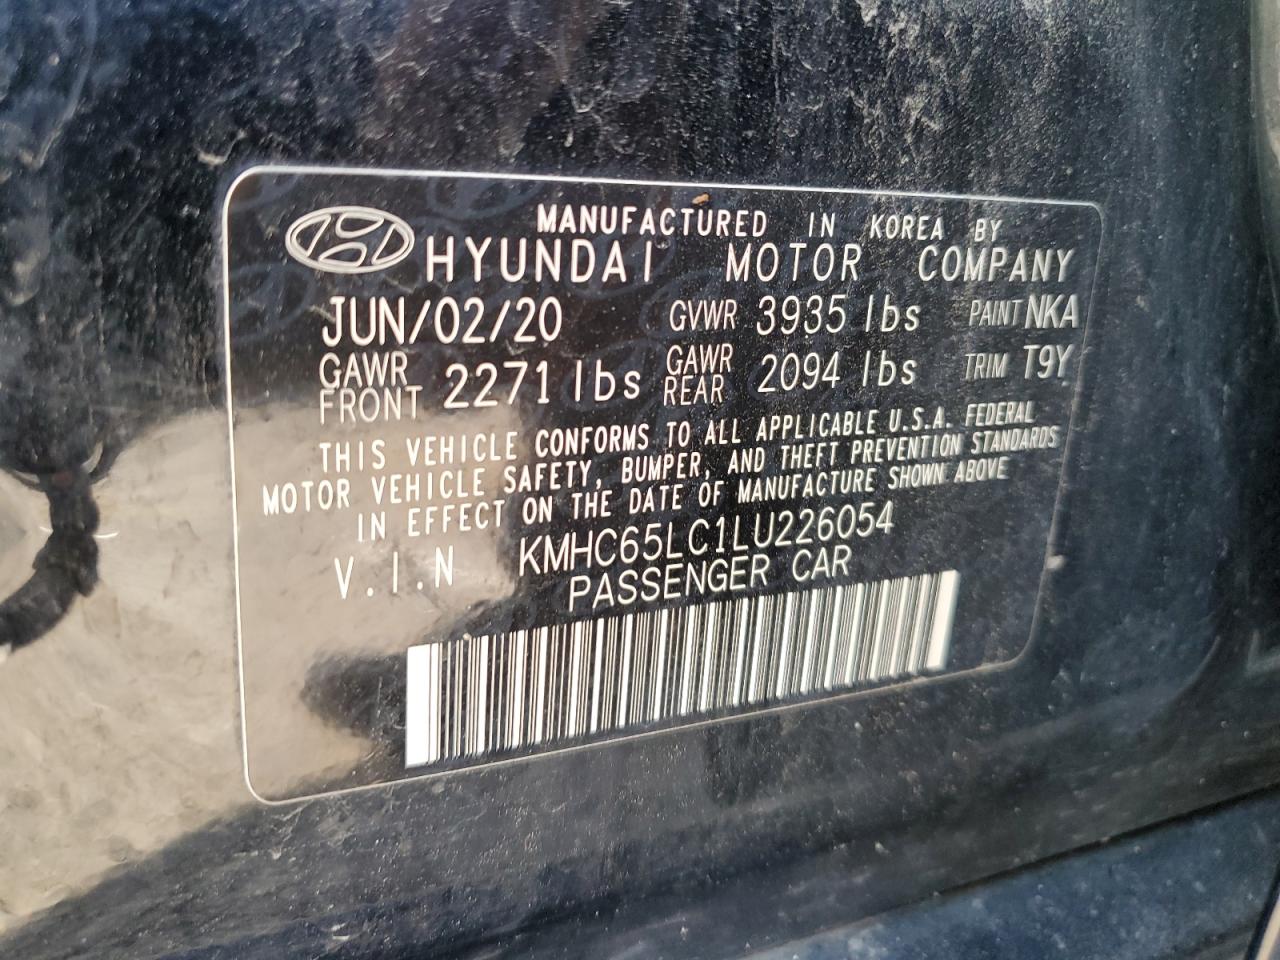 MANUFACTURED IN KOREA BY
HYUNDAI MOTOR COMPANY
JUN/02/20 GVWR 3935 lbs PAINT NKA
GAWR FRONT 2271 lbs GAWR REAR 2094 lbs TRIM T9Y
THIS VEHICLE CONFORMS TO ALL APPLICABLE U.S.A. FEDERAL
MOTOR VEHICLE SAFETY, BUMPER, AND THEFT PREVENTION STANDARDS
IN EFFECT ON THE DATE OF MANUFACTURE SHOWN ABOVE
V.I.N KMHC65LC1LU226054
PASSENGER CAR